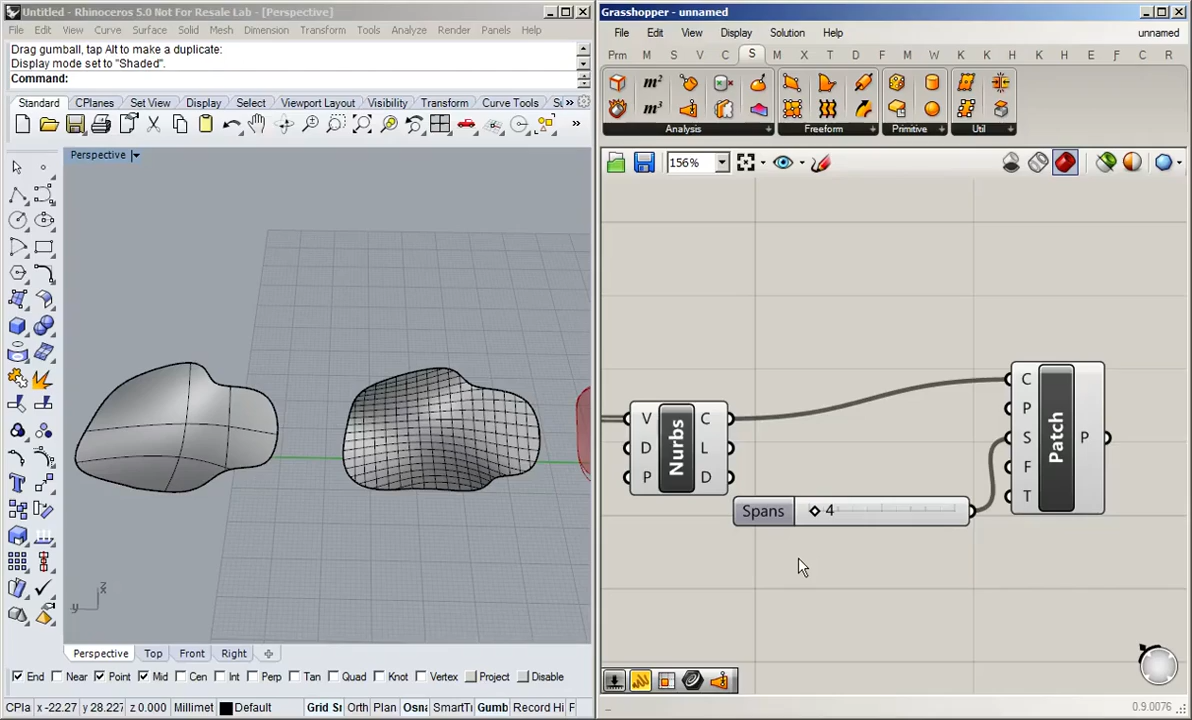 Untitled - Rhinoceros 5.0 Not For Resale Lab - [Perspective]
File Edit View Curve Surface Solid Mesh Dimension Transform Tools Analyze Render Panels Help
Drag gumball, tap Alt to make a duplicate:
Display mode set to "Shaded".
Command:
Standard CPlanes Set View Display Select Viewport Layout Visibility Transform Curve Tools »
Perspective
z
y
Perspective Top Front Right
End Near Point Mid Cen Int Perp Tan Quad Knot Vertex Project Disable
CPla x -22.27 y 28.227 z 0.000 Millimet Default Grid S Orth Plan Osna SmartTi Gumb Record Hi F
Grasshopper - unnamed
File Edit View Display Solution Help unnamed
Prm M S V C S I M W K H E F C R
m²
m³
Analysis Freeform Primitive Util
156%
V C
D L
P D
Nurbs
Spans 4
C
P
S
F
T
Patch
P
0.9.0076